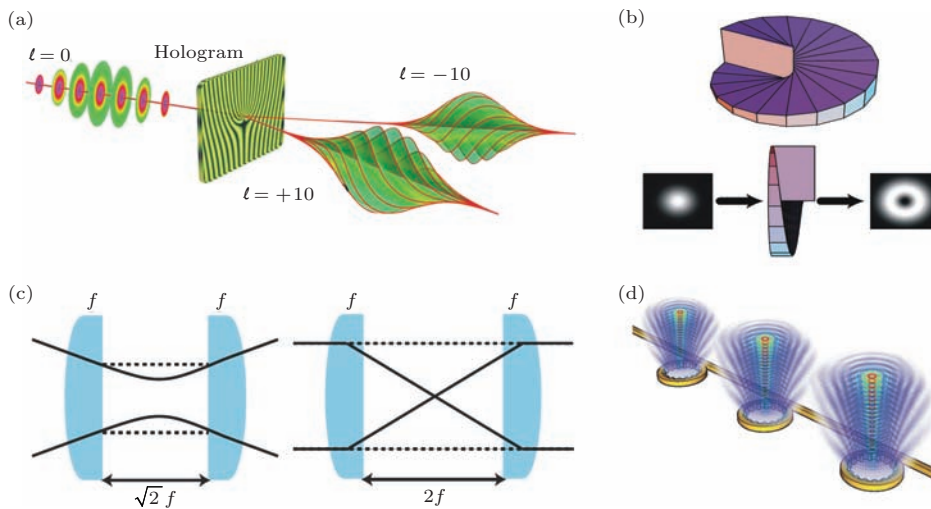 (a)
ℓ = 0
Hologram
ℓ = −10
ℓ = +10
(b)
(c)
f
f
√2 f
f
f
2f
(d)